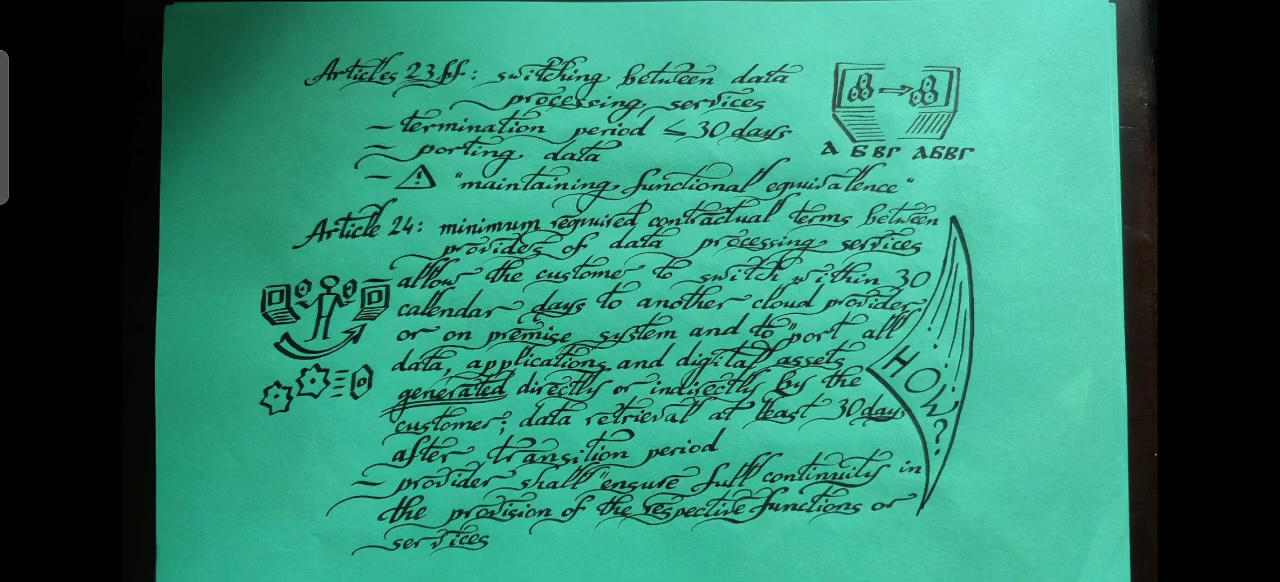 Articles 23ff: switching between data
processing services
- termination period ≤ 30 days
- porting data
- ⚠ "maintaining functional equivalence"
А БВГ АБВГ
Article 24: minimum required contractual terms between
providers of data processing services
allow the customer to switch within 30
calendar days to another cloud provider
or on premise system and to "port all
data, applications and digital assets
generated directly or indirectly by the
customer; data retrieval at least 30 days
after transition period
- provider shall "ensure full continuity in
the provision of the respective functions or
services
HOW?